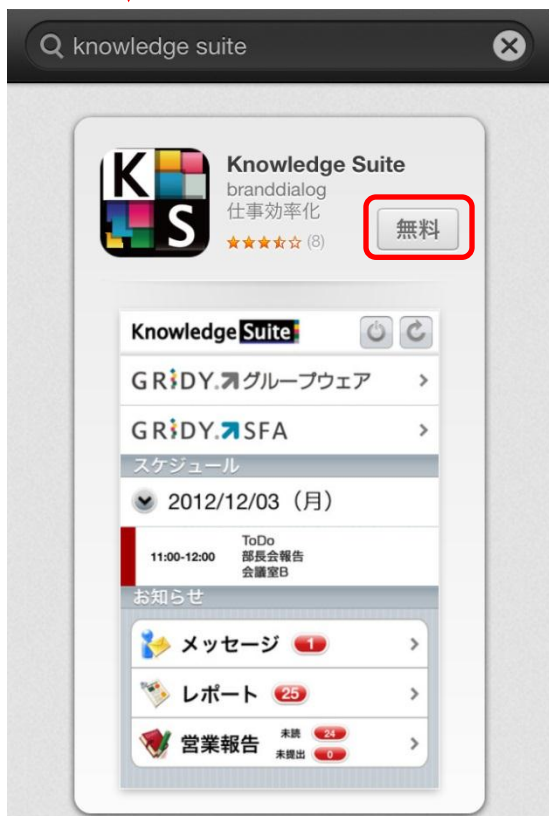 knowledge suite
Knowledge Suite
branddialog
仕事効率化
(8)
無料
KS
Knowledge Suite
GRiDY.グループウェア
GRiDY.SFA
スケジュール
2012/12/03（月）
ToDo
11:00-12:00 部長会報告
会議室B
お知らせ
メッセージ 1
レポート 25
営業報告 未読 24
未提出 0